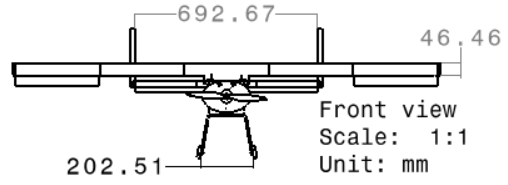 692.67
46.46
Front view
Scale:  1:1
Unit: mm
202.51